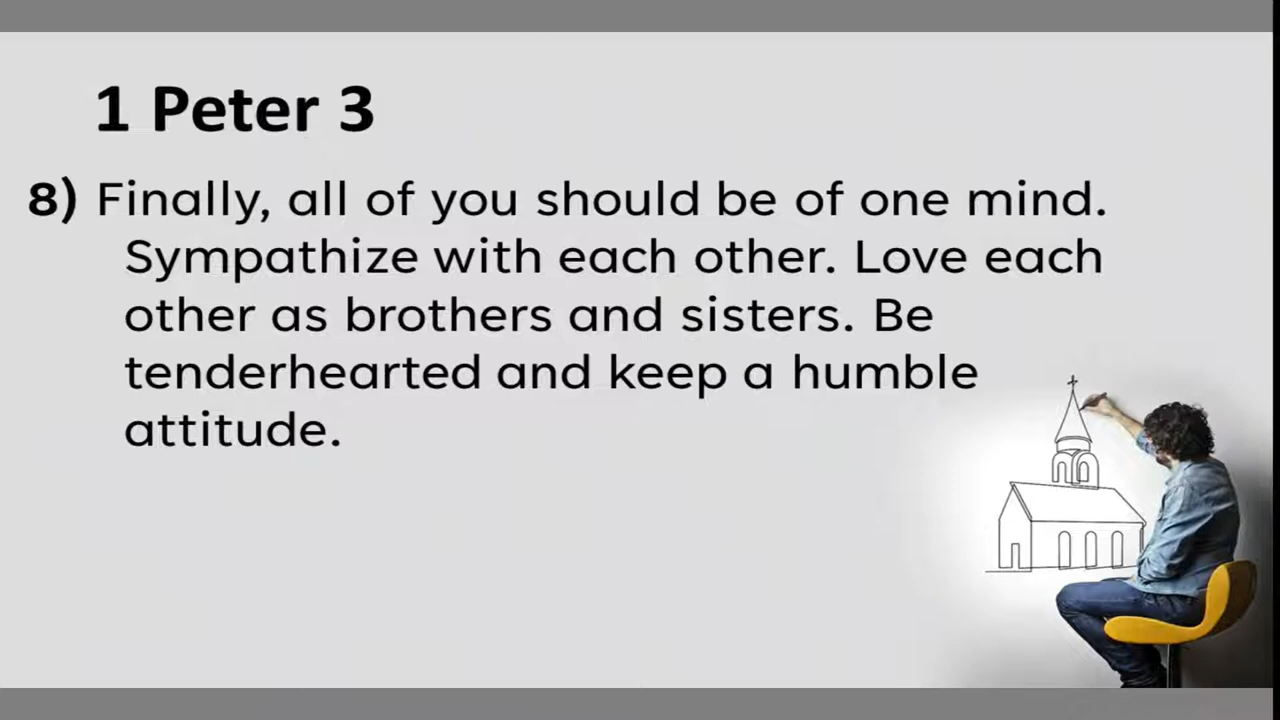 1 Peter 3
8) Finally, all of you should be of one mind.
Sympathize with each other. Love each
other as brothers and sisters. Be
tenderhearted and keep a humble
attitude.